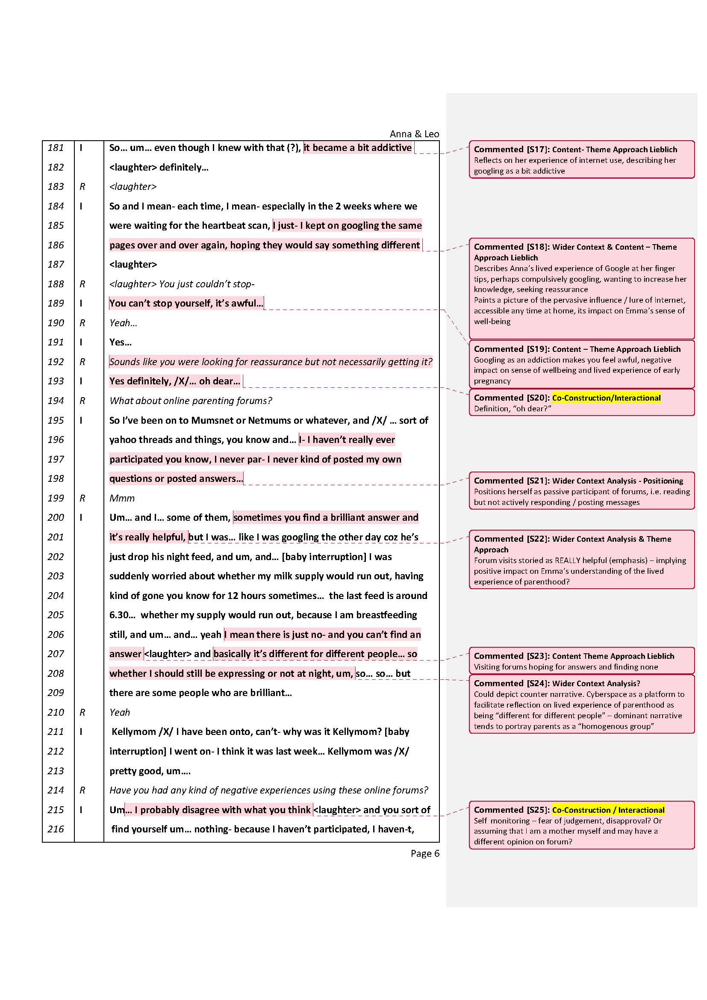 Anna & Leo
181 I So… um… even though I knew with that (?), it became a bit addictive
182 <laughter> definitely…
183 R <laughter>
184 I So and I mean- each time, I mean- especially in the 2 weeks where we
185 were waiting for the heartbeat scan, I just- I kept on googling the same
186 pages over and over again, hoping they would say something different
187 <laughter>
188 R <laughter> You just couldn’t stop-
189 I You can’t stop yourself, it’s awful…
190 R Yeah…
191 I Yes…
192 R Sounds like you were looking for reassurance but not necessarily getting it?
193 I Yes definitely, /X/… oh dear…
194 R What about online parenting forums?
195 I So I’ve been on to Mumsnet or Netmums or whatever, and /X/ … sort of
196 yahoo threads and things, you know and… I- I haven’t really ever
197 participated you know, I never par- I never kind of posted my own
198 questions or posted answers…
199 R Mmm
200 I Um… and I… some of them, sometimes you find a brilliant answer and
201 it’s really helpful, but I was… like I was googling the other day coz he’s
202 just drop his night feed, and um, and… [baby interruption] I was
203 suddenly worried about whether my milk supply would run out, having
204 kind of gone you know for 12 hours sometimes… the last feed is around
205 6.30… whether my supply would run out, because I am breastfeeding
206 still, and um… and… yeah I mean there is just no- and you can’t find an
207 answer <laughter> and basically it’s different for different people… so
208 whether I should still be expressing or not at night, um, so… so… but
209 there are some people who are brilliant…
210 R Yeah
211 I Kellymom /X/ I have been onto, can’t- why was it Kellymom? [baby
212 interruption] I went on- I think it was last week… Kellymom was /X/
213 pretty good, um….
214 R Have you had any kind of negative experiences using these online forums?
215 I Um… I probably disagree with what you think <laughter> and you sort of
216 find yourself um… nothing- because I haven’t participated, I haven-t,
Page 6
Commented [S17]: Content- Theme Approach Lieblich
Reflects on her experience of internet use, describing her
googling as a bit addictive
Commented [S18]: Wider Context & Content – Theme
Approach Lieblich
Describes Anna’s lived experience of Google at her finger
tips, perhaps compulsively googling, wanting to increase her
knowledge, seeking reassurance
Paints a picture of the pervasive influence / lure of Internet,
accessible any time at home, its impact on Emma’s sense of
well-being
Commented [S19]: Content – Theme Approach Lieblich
Googling as an addiction makes you feel awful, negative
impact on sense of wellbeing and lived experience of early
pregnancy
Commented [S20]: Co-Construction/Interactional
Definition, “oh dear?”
Commented [S21]: Wider Context Analysis - Positioning
Positions herself as passive participant of forums, i.e. reading
but not actively responding / posting messages
Commented [S22]: Wider Context Analysis & Theme
Approach
Forum visits storied as REALLY helpful (emphasis) – implying
positive impact on Emma’s understanding of the lived
experience of parenthood?
Commented [S23]: Content Theme Approach Lieblich
Visiting forums hoping for answers and finding none
Commented [S24]: Wider Context Analysis?
Could depict counter narrative. Cyberspace as a platform to
facilitate reflection on lived experience of parenthood as
being “different for different people” – dominant narrative
tends to portray parents as a “homogenous group”
Commented [S25]: Co-Construction / Interactional
Self monitoring – fear of judgement, disapproval? Or
assuming that I am a mother myself and may have a
different opinion on forum?